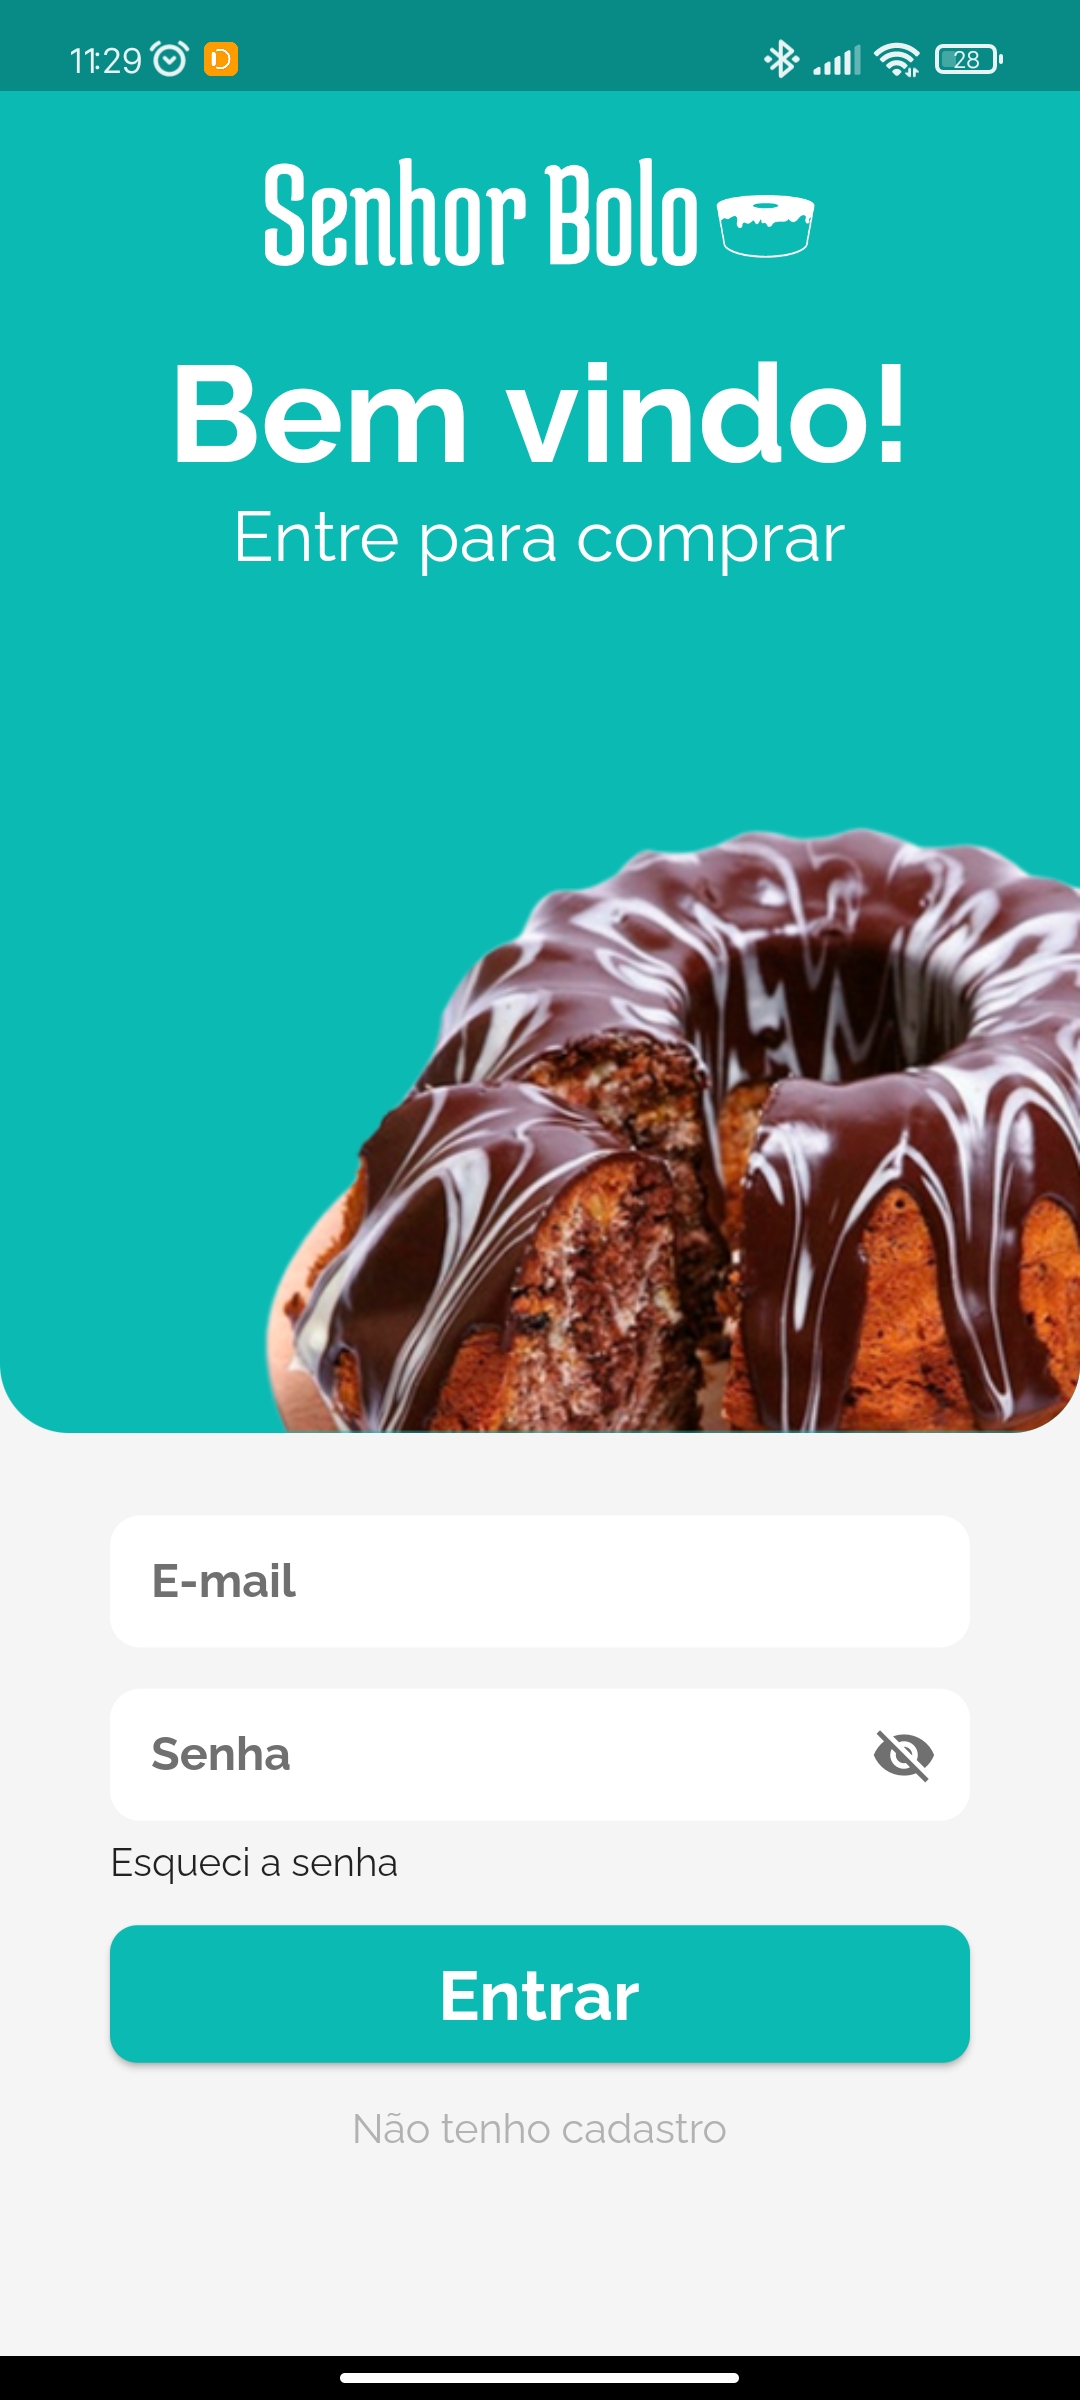 11:29
28
Senhor Bolo
Bem vindo!
Entre para comprar
E-mail
Senha
Esqueci a senha
Entrar
Não tenho cadastro